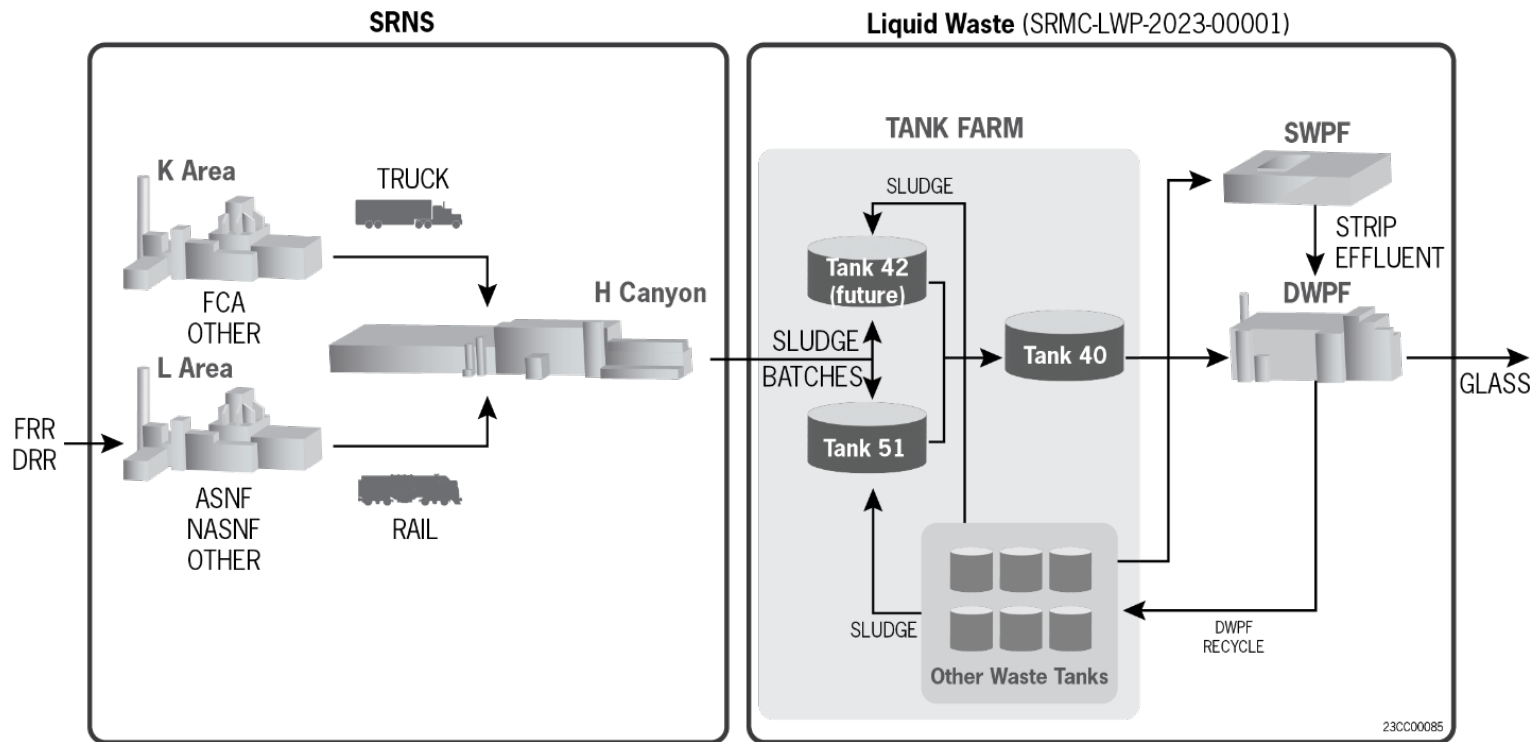 SRNS
Liquid Waste (SRMC-LWP-2023-00001)
K Area
TRUCK
FCA
OTHER
H Canyon
L Area
FRR
DRR
ASNF
NASNF
OTHER
RAIL
TANK FARM
SLUDGE
Tank 42
(future)
SLUDGE
BATCHES
Tank 40
Tank 51
SLUDGE
Other Waste Tanks
SWPF
STRIP
EFFLUENT
DWPF
GLASS
DWPF
RECYCLE
23CC00085